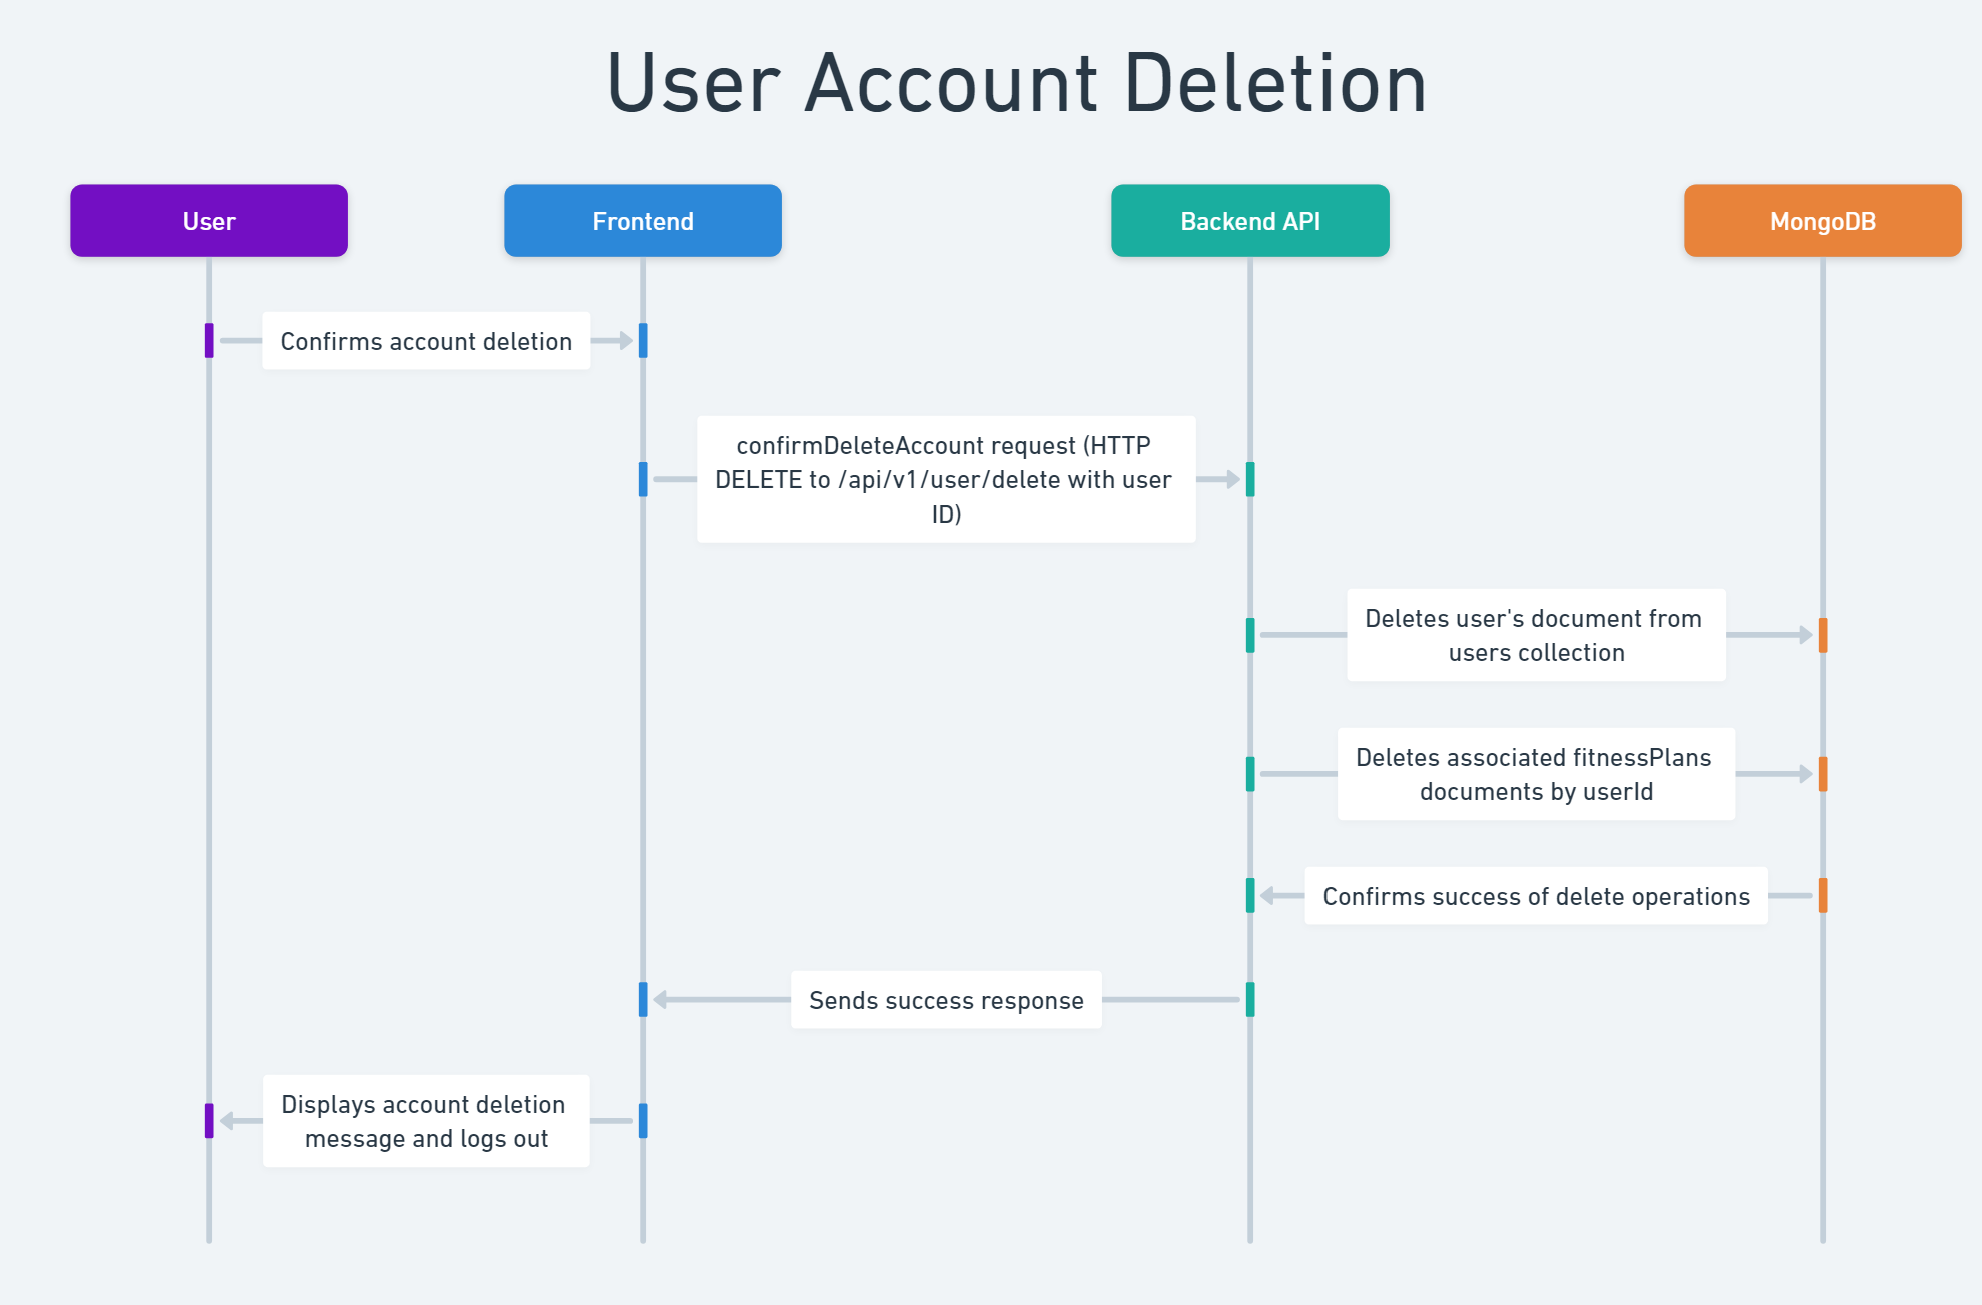 User Account Deletion
User
Frontend
Backend API
MongoDB
Confirms account deletion
confirmDeleteAccount request (HTTP
DELETE to /api/v1/user/delete with user
ID)
Deletes user's document from
users collection
Deletes associated fitnessPlans
documents by userId
Confirms success of delete operations
Sends success response
Displays account deletion
message and logs out